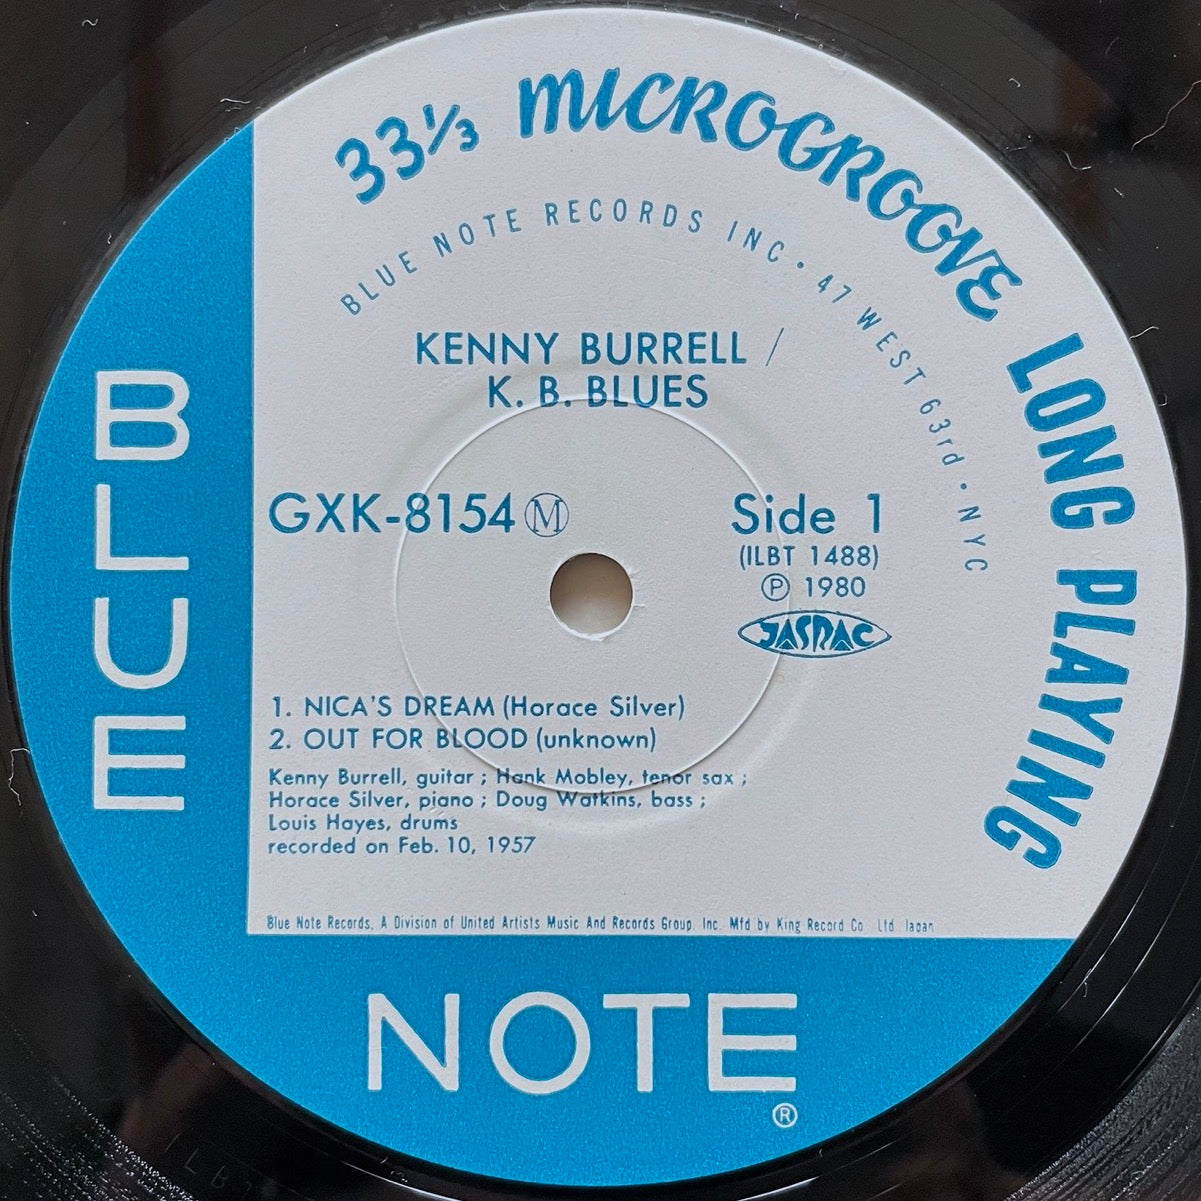 33⅓ MICROGROOVE LONG PLAYING
BLUE NOTE RECORDS INC. • 47 WEST 63rd • NYC
KENNY BURRELL /
K. B. BLUES
GXK-8154 Ⓜ
Side 1
(ILBT 1488)
℗ 1980
JASRAC
1. NICA'S DREAM (Horace Silver)
2. OUT FOR BLOOD (unknown)
Kenny Burrell, guitar ; Hank Mobley, tenor sax ;
Horace Silver, piano ; Doug Watkins, bass ;
Louis Hayes, drums
recorded on Feb. 10, 1957
Blue Note Records, A Division of United Artists Music And Records Group, Inc. Mfd by King Record Co. Ltd. Japan
BLUE
NOTE
®